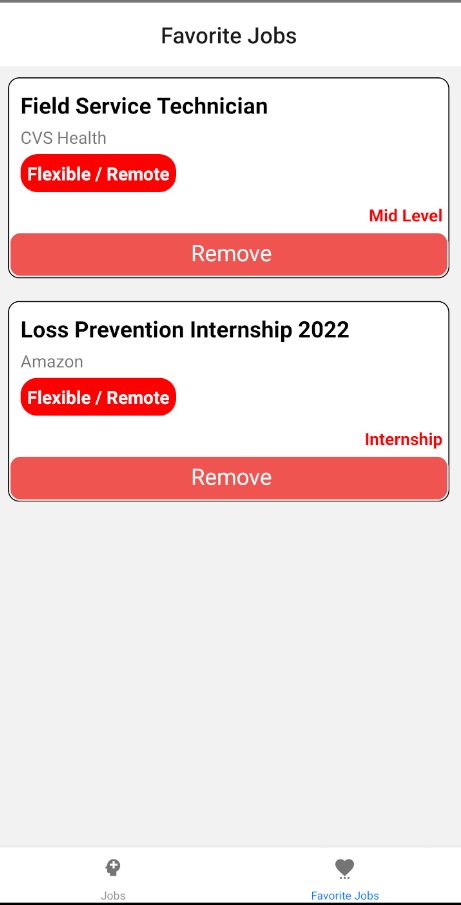 Favorite Jobs
Field Service Technician
CVS Health
Flexible / Remote
Mid Level
Remove
Loss Prevention Internship 2022
Amazon
Flexible / Remote
Internship
Remove
Jobs
Favorite Jobs